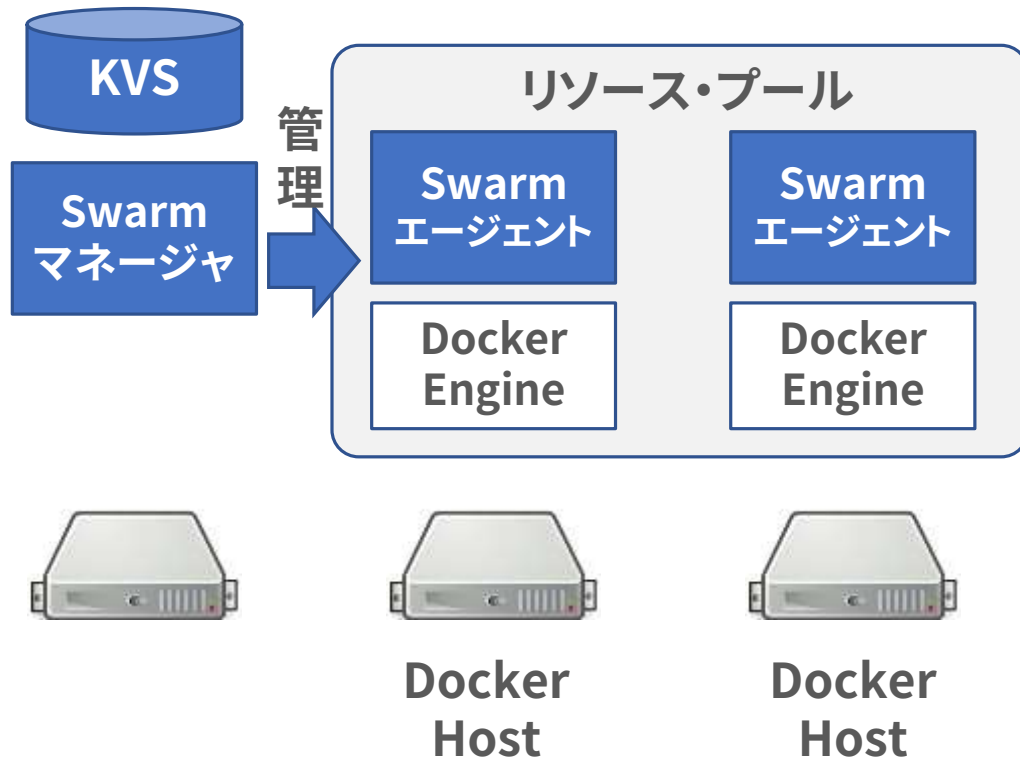 KVS
Swarm
マネージャ
管
理
リソース・プール
Swarm
エージェント
Docker
Engine
Swarm
エージェント
Docker
Engine
Docker
Host
Docker
Host